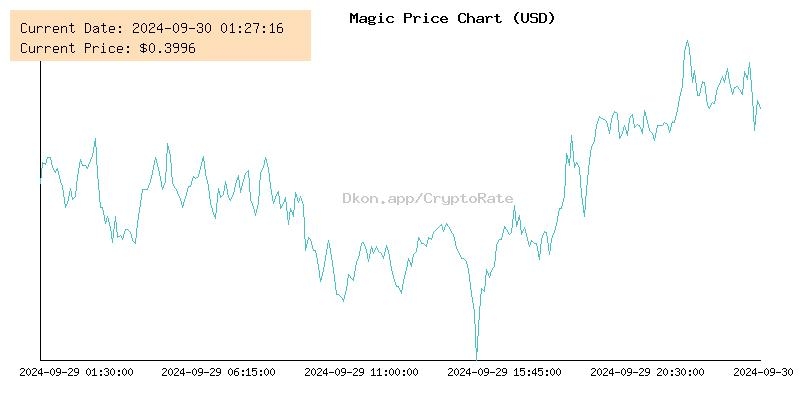 Magic Price Chart (USD)
Current Date: 2024-09-30 01:27:16
Current Price: $0.3996
Dkon.app/CryptoRate
2024-09-29 01:30:00 2024-09-29 06:15:00 2024-09-29 11:00:00 2024-09-29 15:45:00 2024-09-29 20:30:00 2024-09-30